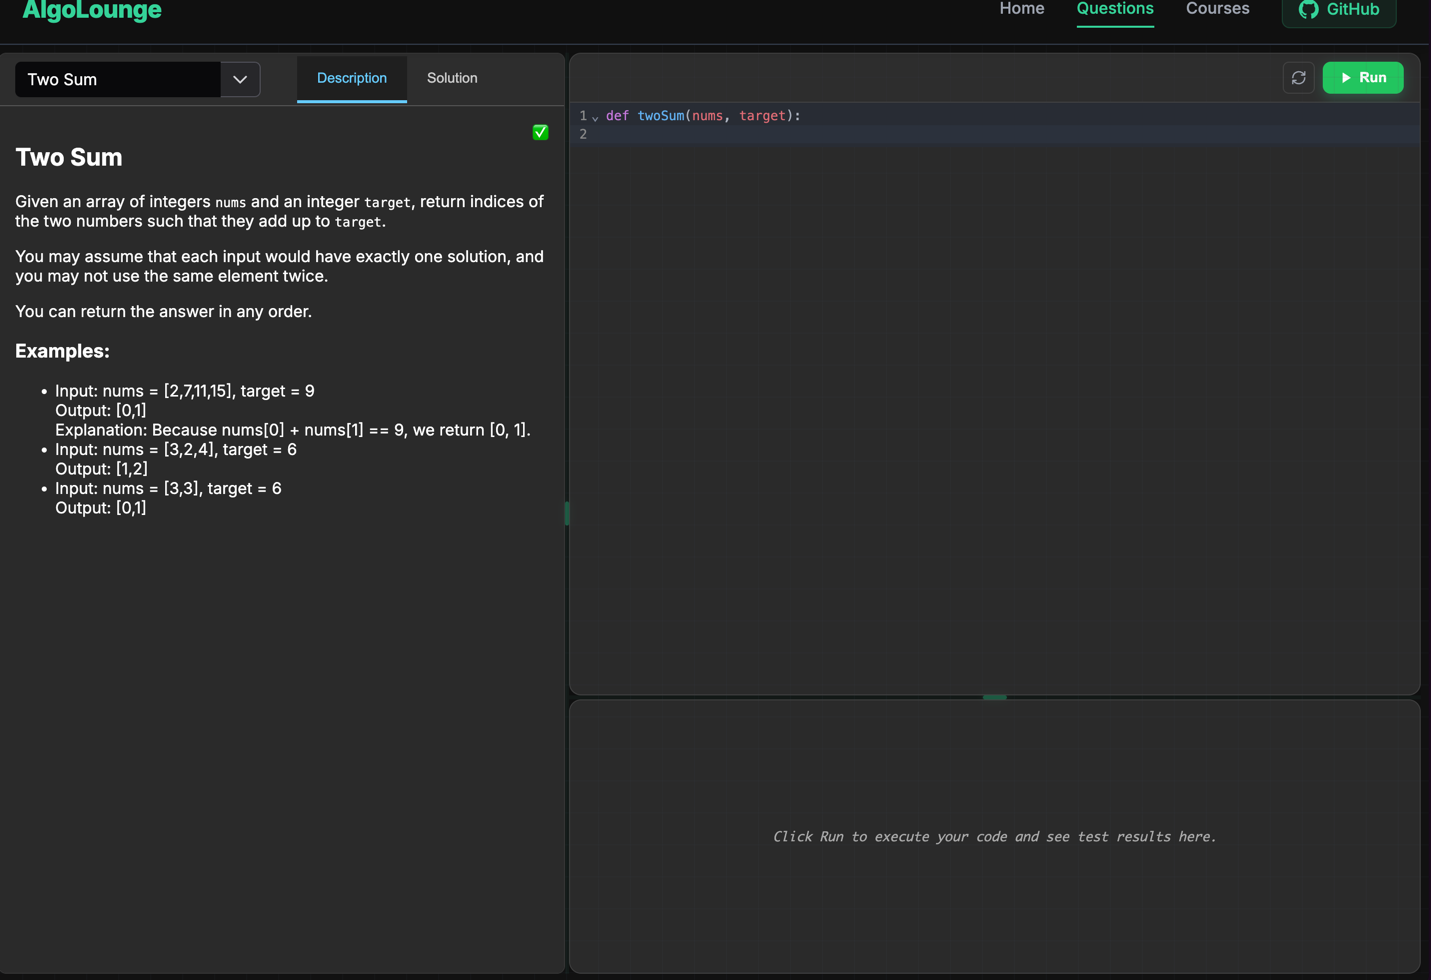 AlgoLounge
Home Questions Courses GitHub
Two Sum
Description Solution
Two Sum
Given an array of integers nums and an integer target, return indices of
the two numbers such that they add up to target.
You may assume that each input would have exactly one solution, and
you may not use the same element twice.
You can return the answer in any order.
Examples:
• Input: nums = [2,7,11,15], target = 9
Output: [0,1]
Explanation: Because nums[0] + nums[1] == 9, we return [0, 1].
• Input: nums = [3,2,4], target = 6
Output: [1,2]
• Input: nums = [3,3], target = 6
Output: [0,1]
Run
1 def twoSum(nums, target):
2
Click Run to execute your code and see test results here.